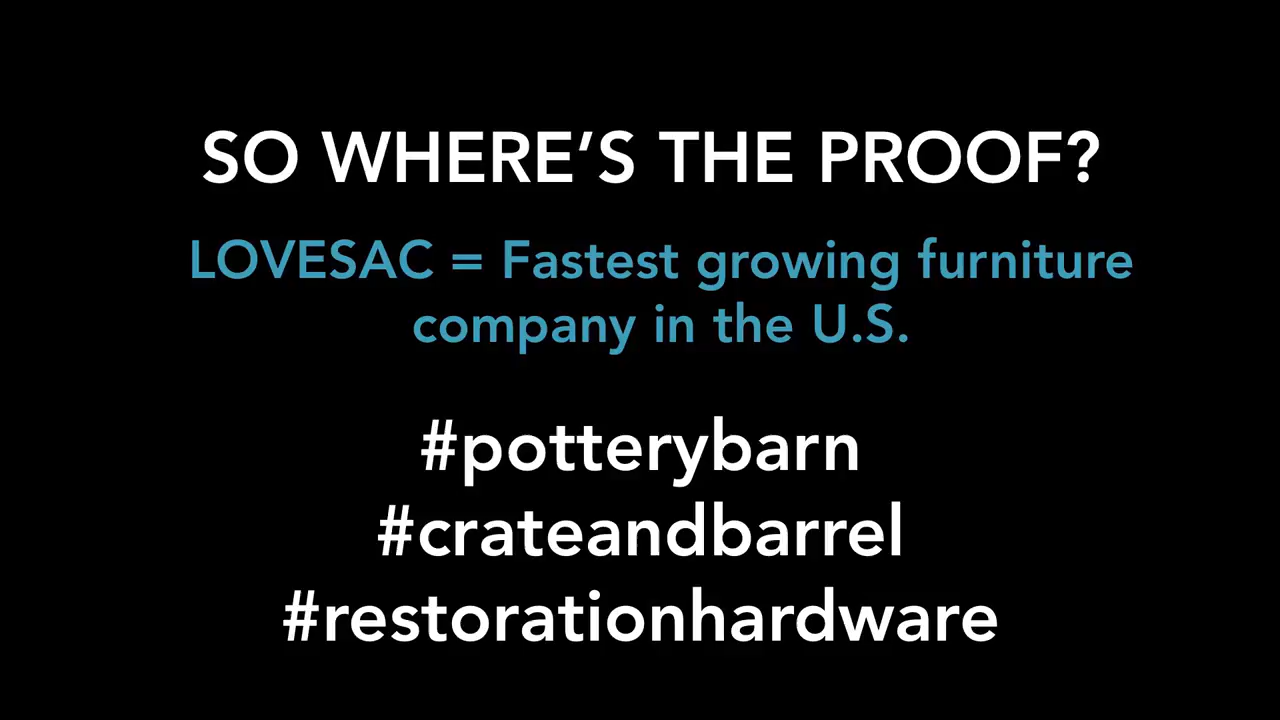 SO WHERE’S THE PROOF?
LOVESAC = Fastest growing furniture
company in the U.S.
#potterybarn
#crateandbarrel
#restorationhardware